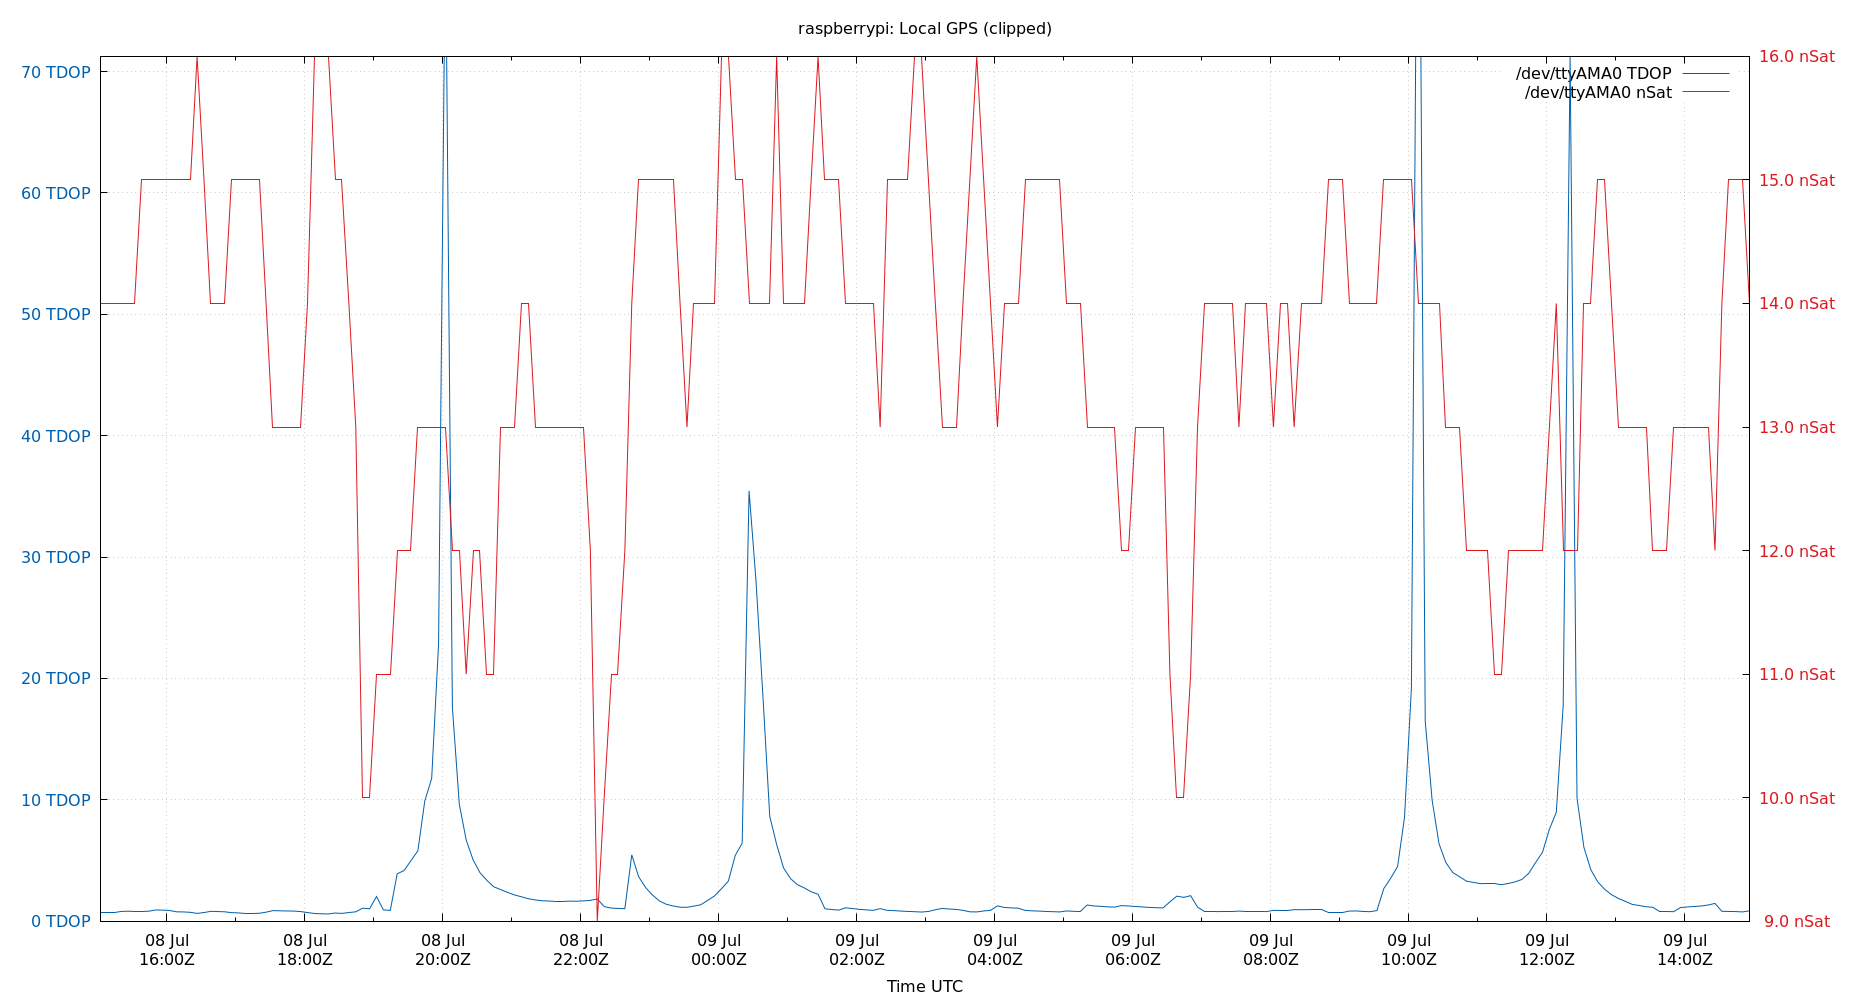 raspberrypi: Local GPS (clipped)
70 TDOP
60 TDOP
50 TDOP
40 TDOP
30 TDOP
20 TDOP
10 TDOP
0 TDOP
16.0 nSat
15.0 nSat
14.0 nSat
13.0 nSat
12.0 nSat
11.0 nSat
10.0 nSat
9.0 nSat
/dev/ttyAMA0 TDOP
/dev/ttyAMA0 nSat
08 Jul
16:00Z
08 Jul
18:00Z
08 Jul
20:00Z
08 Jul
22:00Z
09 Jul
00:00Z
09 Jul
02:00Z
09 Jul
04:00Z
09 Jul
06:00Z
09 Jul
08:00Z
09 Jul
10:00Z
09 Jul
12:00Z
09 Jul
14:00Z
Time UTC